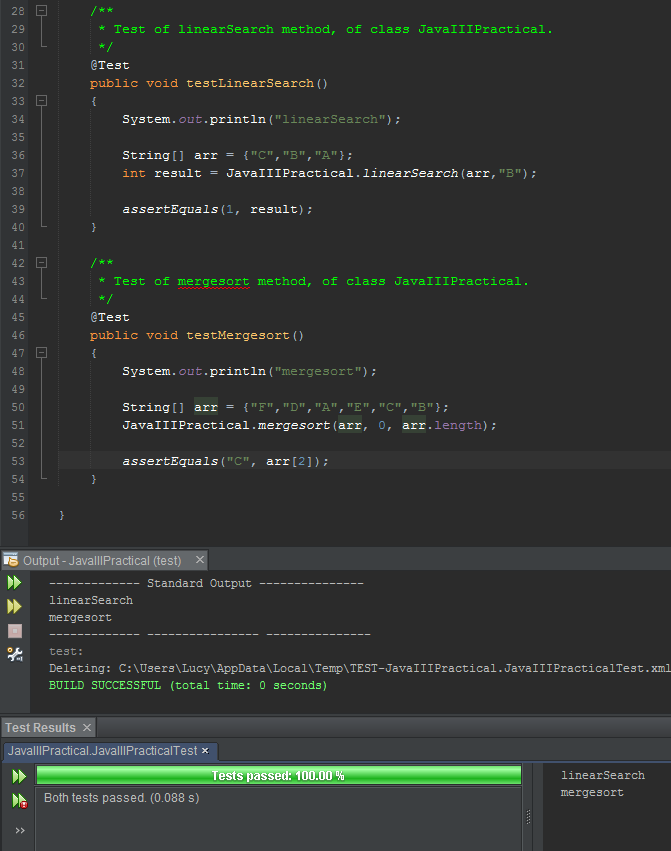 28 /**
29 * Test of linearSearch method, of class JavaIIIPractical.
30 */
31 @Test
32 public void testLinearSearch()
33 {
34 System.out.println("linearSearch");
35
36 String[] arr = {"C","B","A"};
37 int result = JavaIIIPractical.linearSearch(arr,"B");
38
39 assertEquals(1, result);
40 }
41
42 /**
43 * Test of mergesort method, of class JavaIIIPractical.
44 */
45 @Test
46 public void testMergesort()
47 {
48 System.out.println("mergesort");
49
50 String[] arr = {"F","D","A","E","C","B"};
51 JavaIIIPractical.mergesort(arr, 0, arr.length);
52
53 assertEquals("C", arr[2]);
54 }
55
56 }
Output - JavaIIIPractical (test)
------------- Standard Output ---------------
linearSearch
mergesort
------------- ---------------- ---------------
test:
Deleting: C:\Users\Lucy\AppData\Local\Temp\TEST-JavaIIIPractical.JavaIIIPracticalTest.xml
BUILD SUCCESSFUL (total time: 0 seconds)
Test Results
JavaIIIPractical.JavaIIIPracticalTest
Tests passed: 100.00 %
Both tests passed. (0.088 s)
linearSearch
mergesort